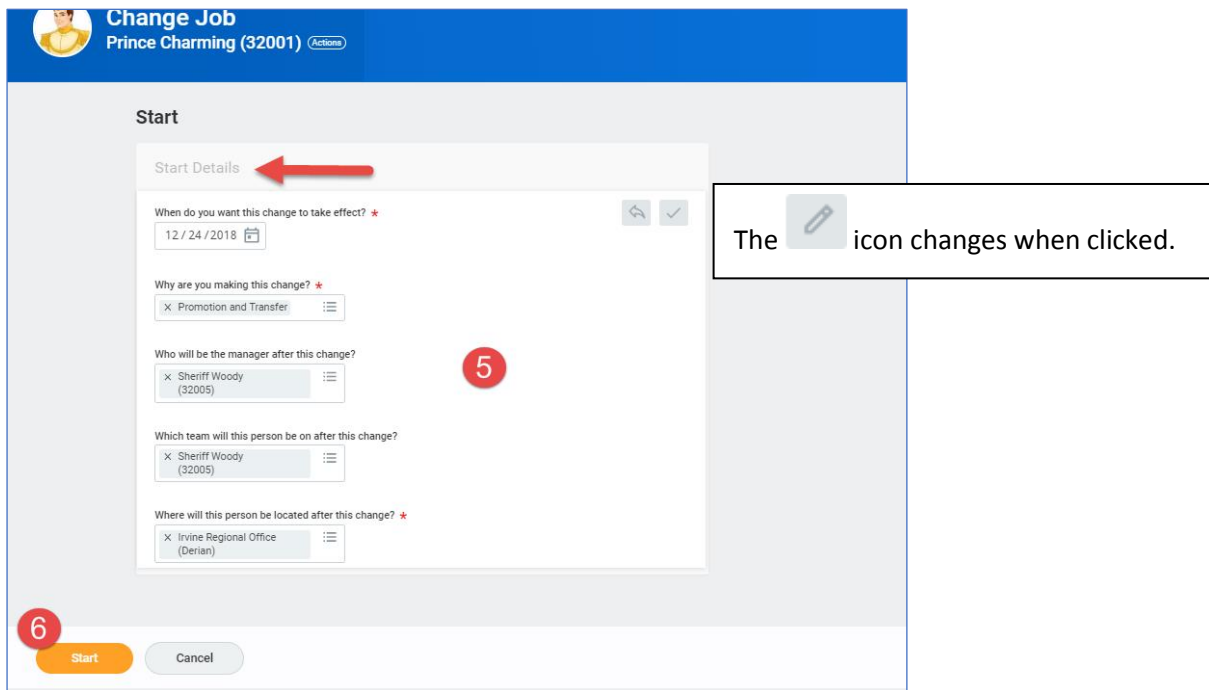 Change Job
Prince Charming (32001) Actions
Start
Start Details
When do you want this change to take effect? *
12 / 24 / 2018
The icon changes when clicked.
Why are you making this change? *
× Promotion and Transfer
Who will be the manager after this change?
× Sheriff Woody
(32005)
5
Which team will this person be on after this change?
× Sheriff Woody
(32005)
Where will this person be located after this change? *
× Irvine Regional Office
(Derian)
6
Start Cancel